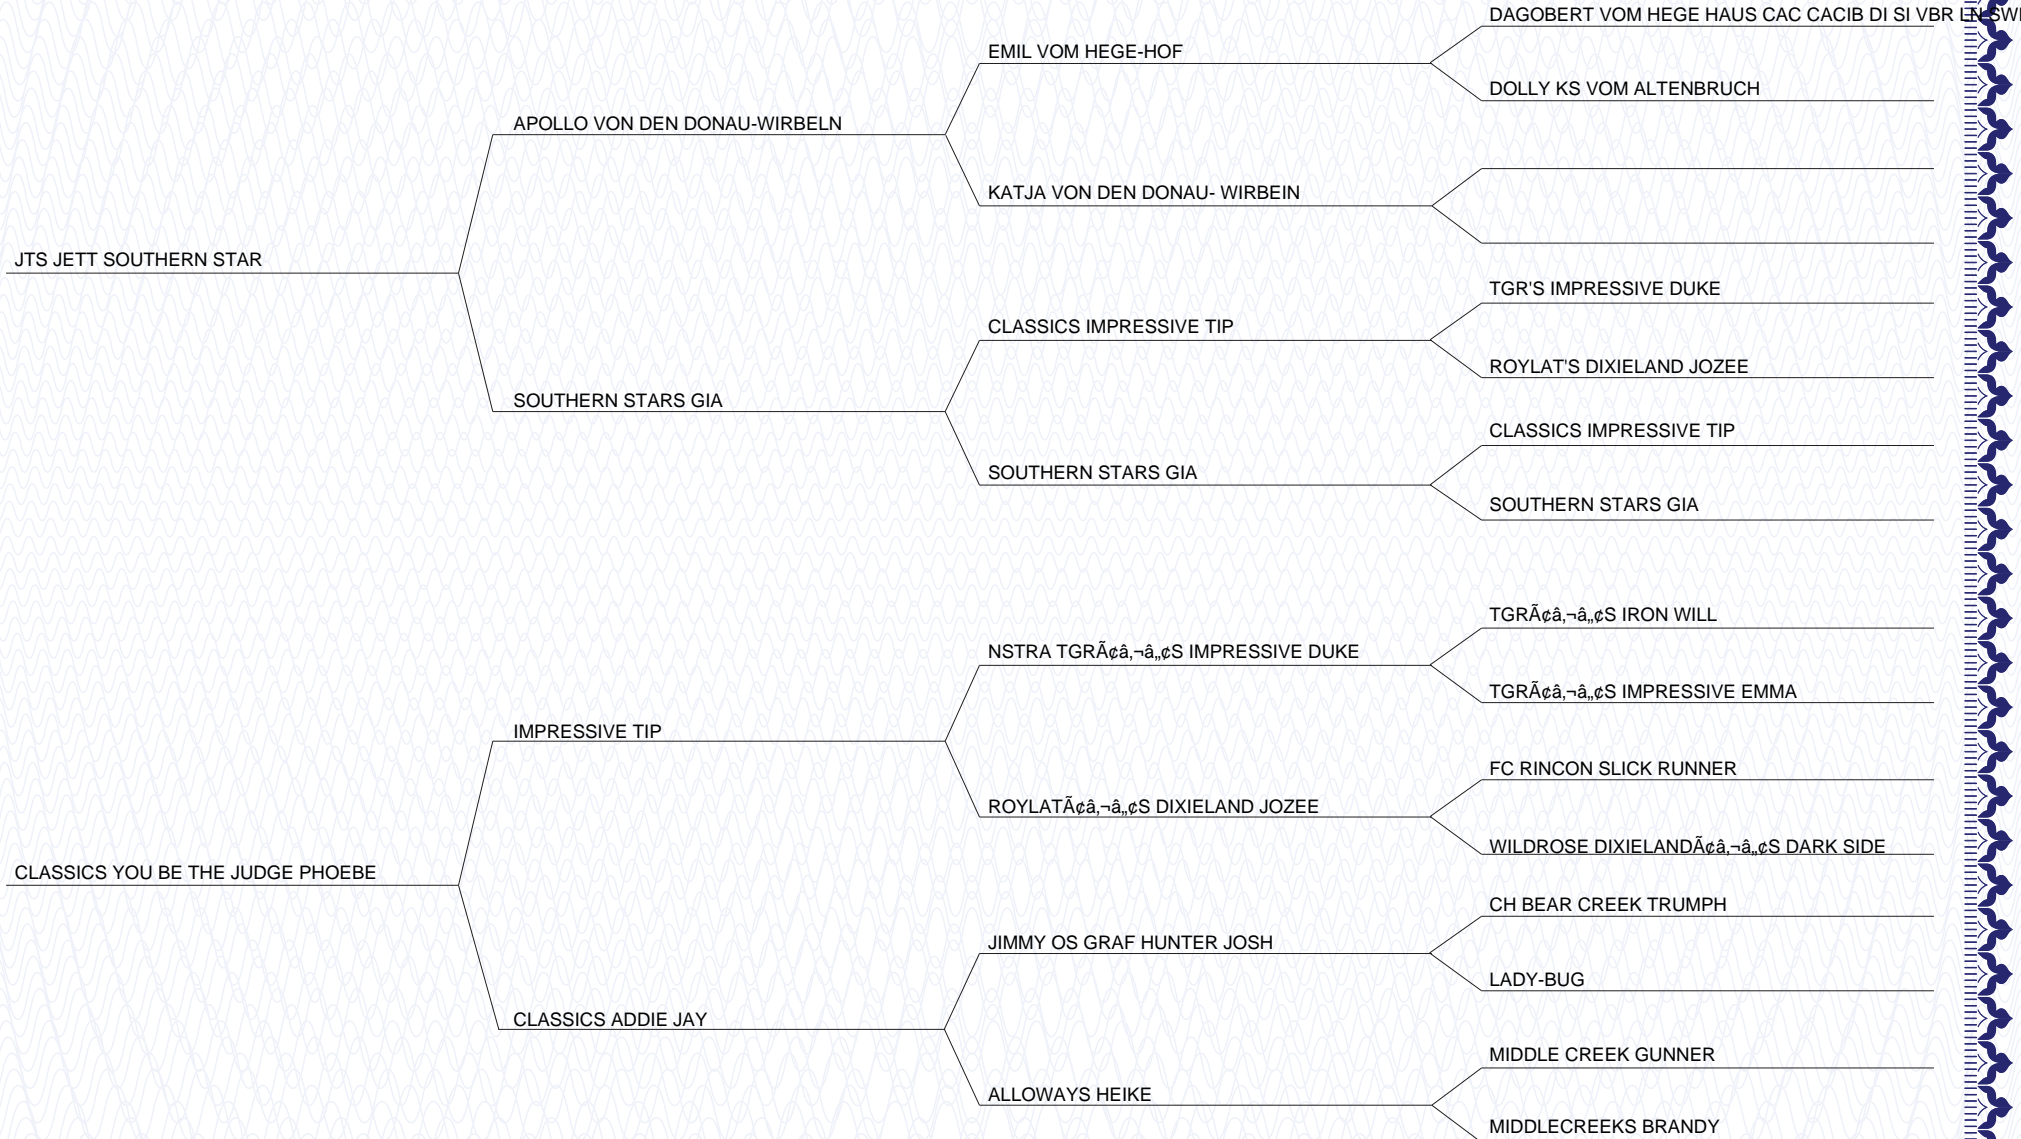 DAGOBERT VOM HEGE HAUS CAC CACIB DI SI VBR LN
EMIL VOM HEGE-HOF
DOLLY KS VOM ALTENBRUCH
APOLLO VON DEN DONAU-WIRBELN
KATJA VON DEN DONAU- WIRBEIN
JTS JETT SOUTHERN STAR
TGR'S IMPRESSIVE DUKE
CLASSICS IMPRESSIVE TIP
ROYLAT'S DIXIELAND JOZEE
SOUTHERN STARS GIA
CLASSICS IMPRESSIVE TIP
SOUTHERN STARS GIA
SOUTHERN STARS GIA
TGRÃ¢â‚¬â„¢S IRON WILL
NSTRA TGRÃ¢â‚¬â„¢S IMPRESSIVE DUKE
TGRÃ¢â‚¬â„¢S IMPRESSIVE EMMA
IMPRESSIVE TIP
FC RINCON SLICK RUNNER
ROYLATÃ¢â‚¬â„¢S DIXIELAND JOZEE
WILDROSE DIXIELANDÃ¢â‚¬â„¢S DARK SIDE
CLASSICS YOU BE THE JUDGE PHOEBE
CH BEAR CREEK TRUMPH
JIMMY OS GRAF HUNTER JOSH
LADY-BUG
CLASSICS ADDIE JAY
MIDDLE CREEK GUNNER
ALLOWAYS HEIKE
MIDDLECREEKS BRANDY